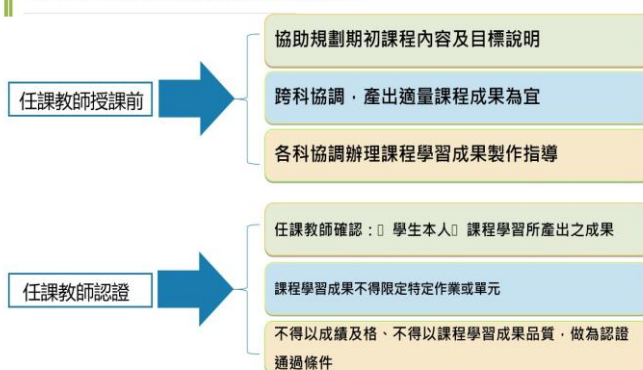 協助規劃期初課程內容及目標說明
任課教師授課前
跨科協調，產出適量課程成果為宜
各科協調辦理課程學習成果製作指導
任課教師確認：▯ 學生本人▯ 課程學習所產出之成果
任課教師認證
課程學習成果不得限定特定作業或單元
不得以成績及格、不得以課程學習成果品質，做為認證
通過條件